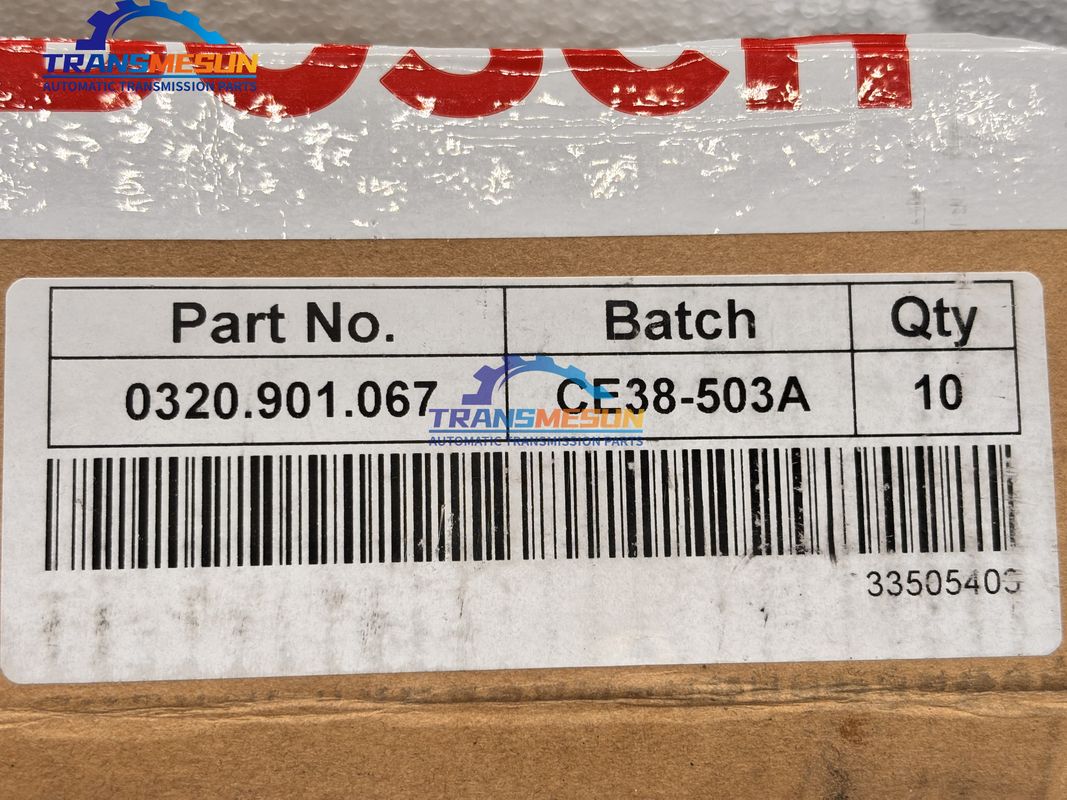 TRANSMESUN
AUTOMATIC TRANSMISSION PARTS
Part No. Batch Qty
0320.901.067 CE38-503A 10
TRANSMESUN
AUTOMATIC TRANSMISSION PARTS